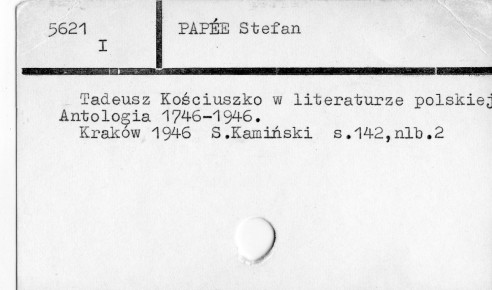 5621 PAPÉE Stefan
I
Tadeusz Kościuszko w literaturze polskiej
Antologia 1746-1946.
Kraków 1946 S.Kamiński s.142,nlb.2